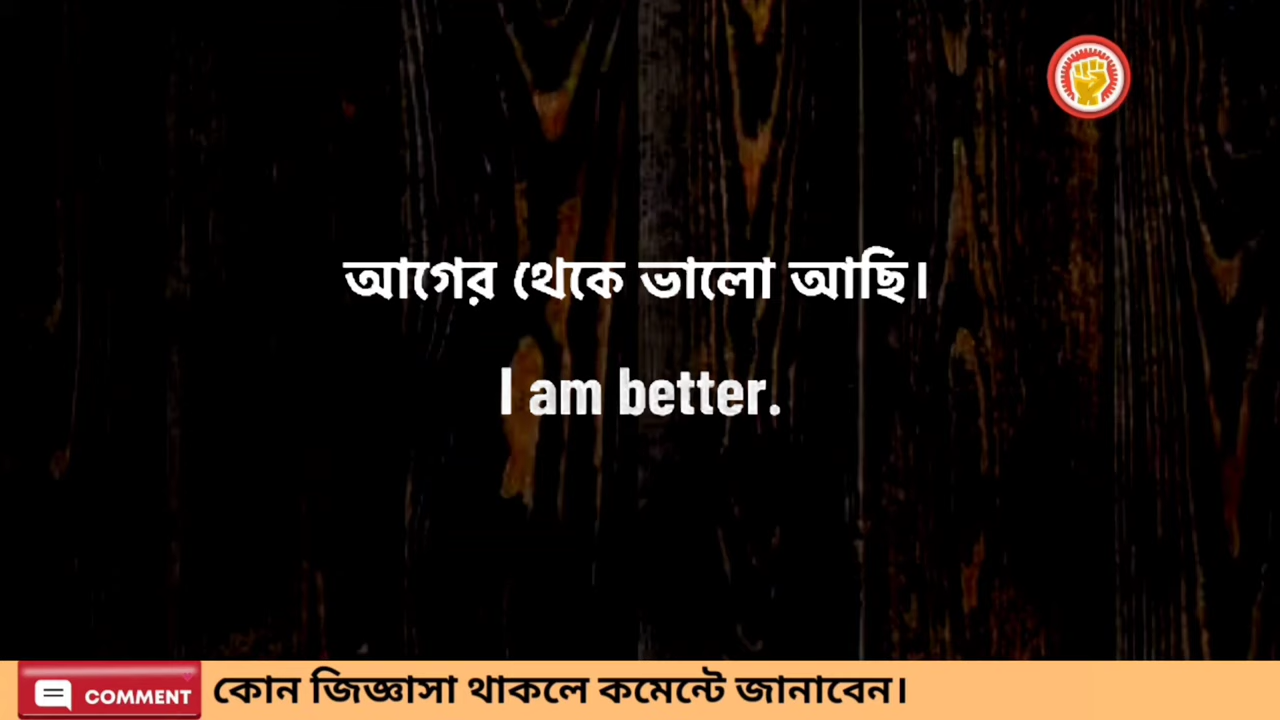 আগের থেকে ভালো আছি।
I am better.
COMMENT কোন জিজ্ঞাসা থাকলে কমেন্টে জানাবেন।